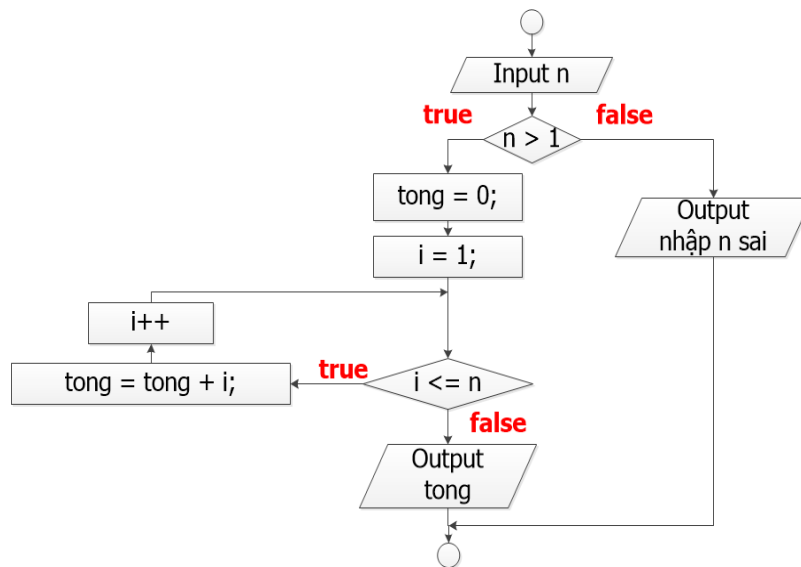 Input n
true
false
n > 1
tong = 0;
Output
nhập n sai
i = 1;
i++
tong = tong + i;
true
i <= n
false
Output
tong